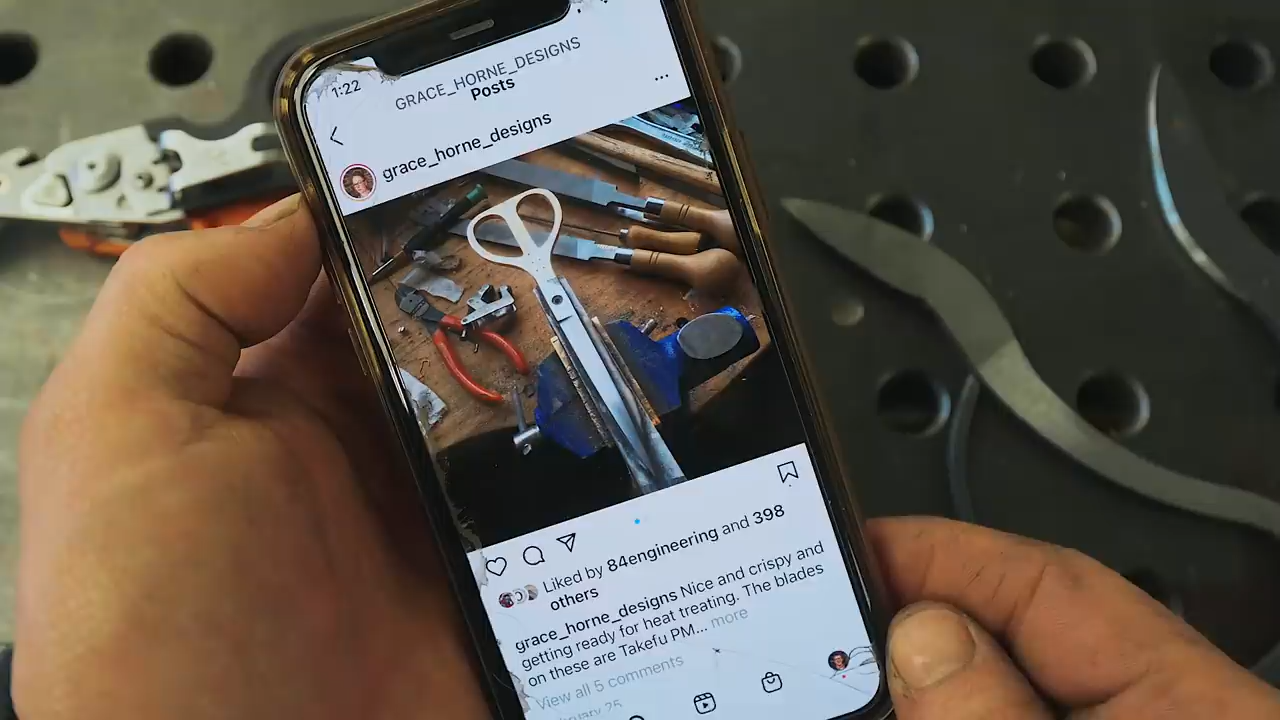 1:22
GRACE_HORNE_DESIGNS
Posts
grace_horne_designs
Liked by 84engineering and 398
others
grace_horne_designs Nice and crispy and
getting ready for heat treating. The blades
on these are Takefu PM... more
View all 5 comments
25